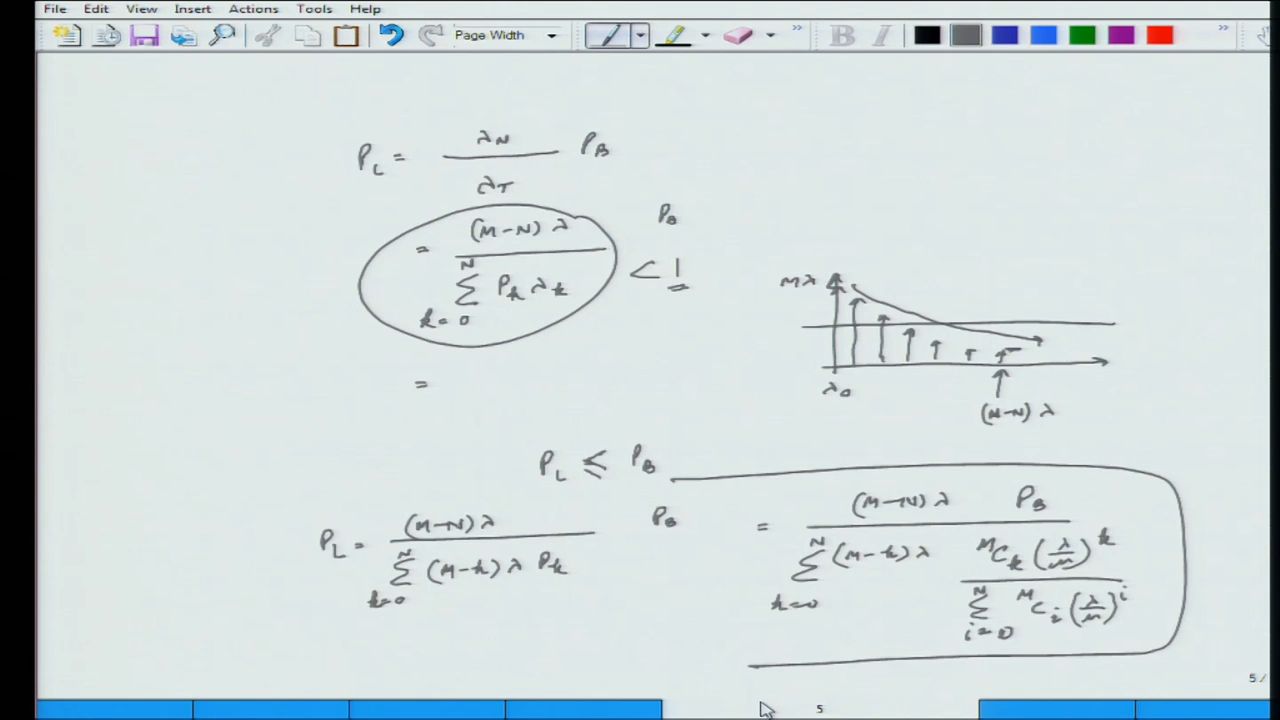 File Edit View Insert Actions Tools Help
Page Width B I
P_L = λ_N / λ_T P_B
= (M-N) λ / Σ_{k=0}^{N} P_k λ_k P_B < 1
Mλ
λ_0
(M-N) λ
=
P_L ≤ P_B
P_L = (M-N) λ / Σ_{k=0}^{N} (M-k) λ P_k P_B
= (M-N) λ P_B / Σ_{k=0}^{N} (M-k) λ ^M C_k (λ/μ)^k / Σ_{i=0}^{N} ^M C_i (λ/μ)^i
5 /
5